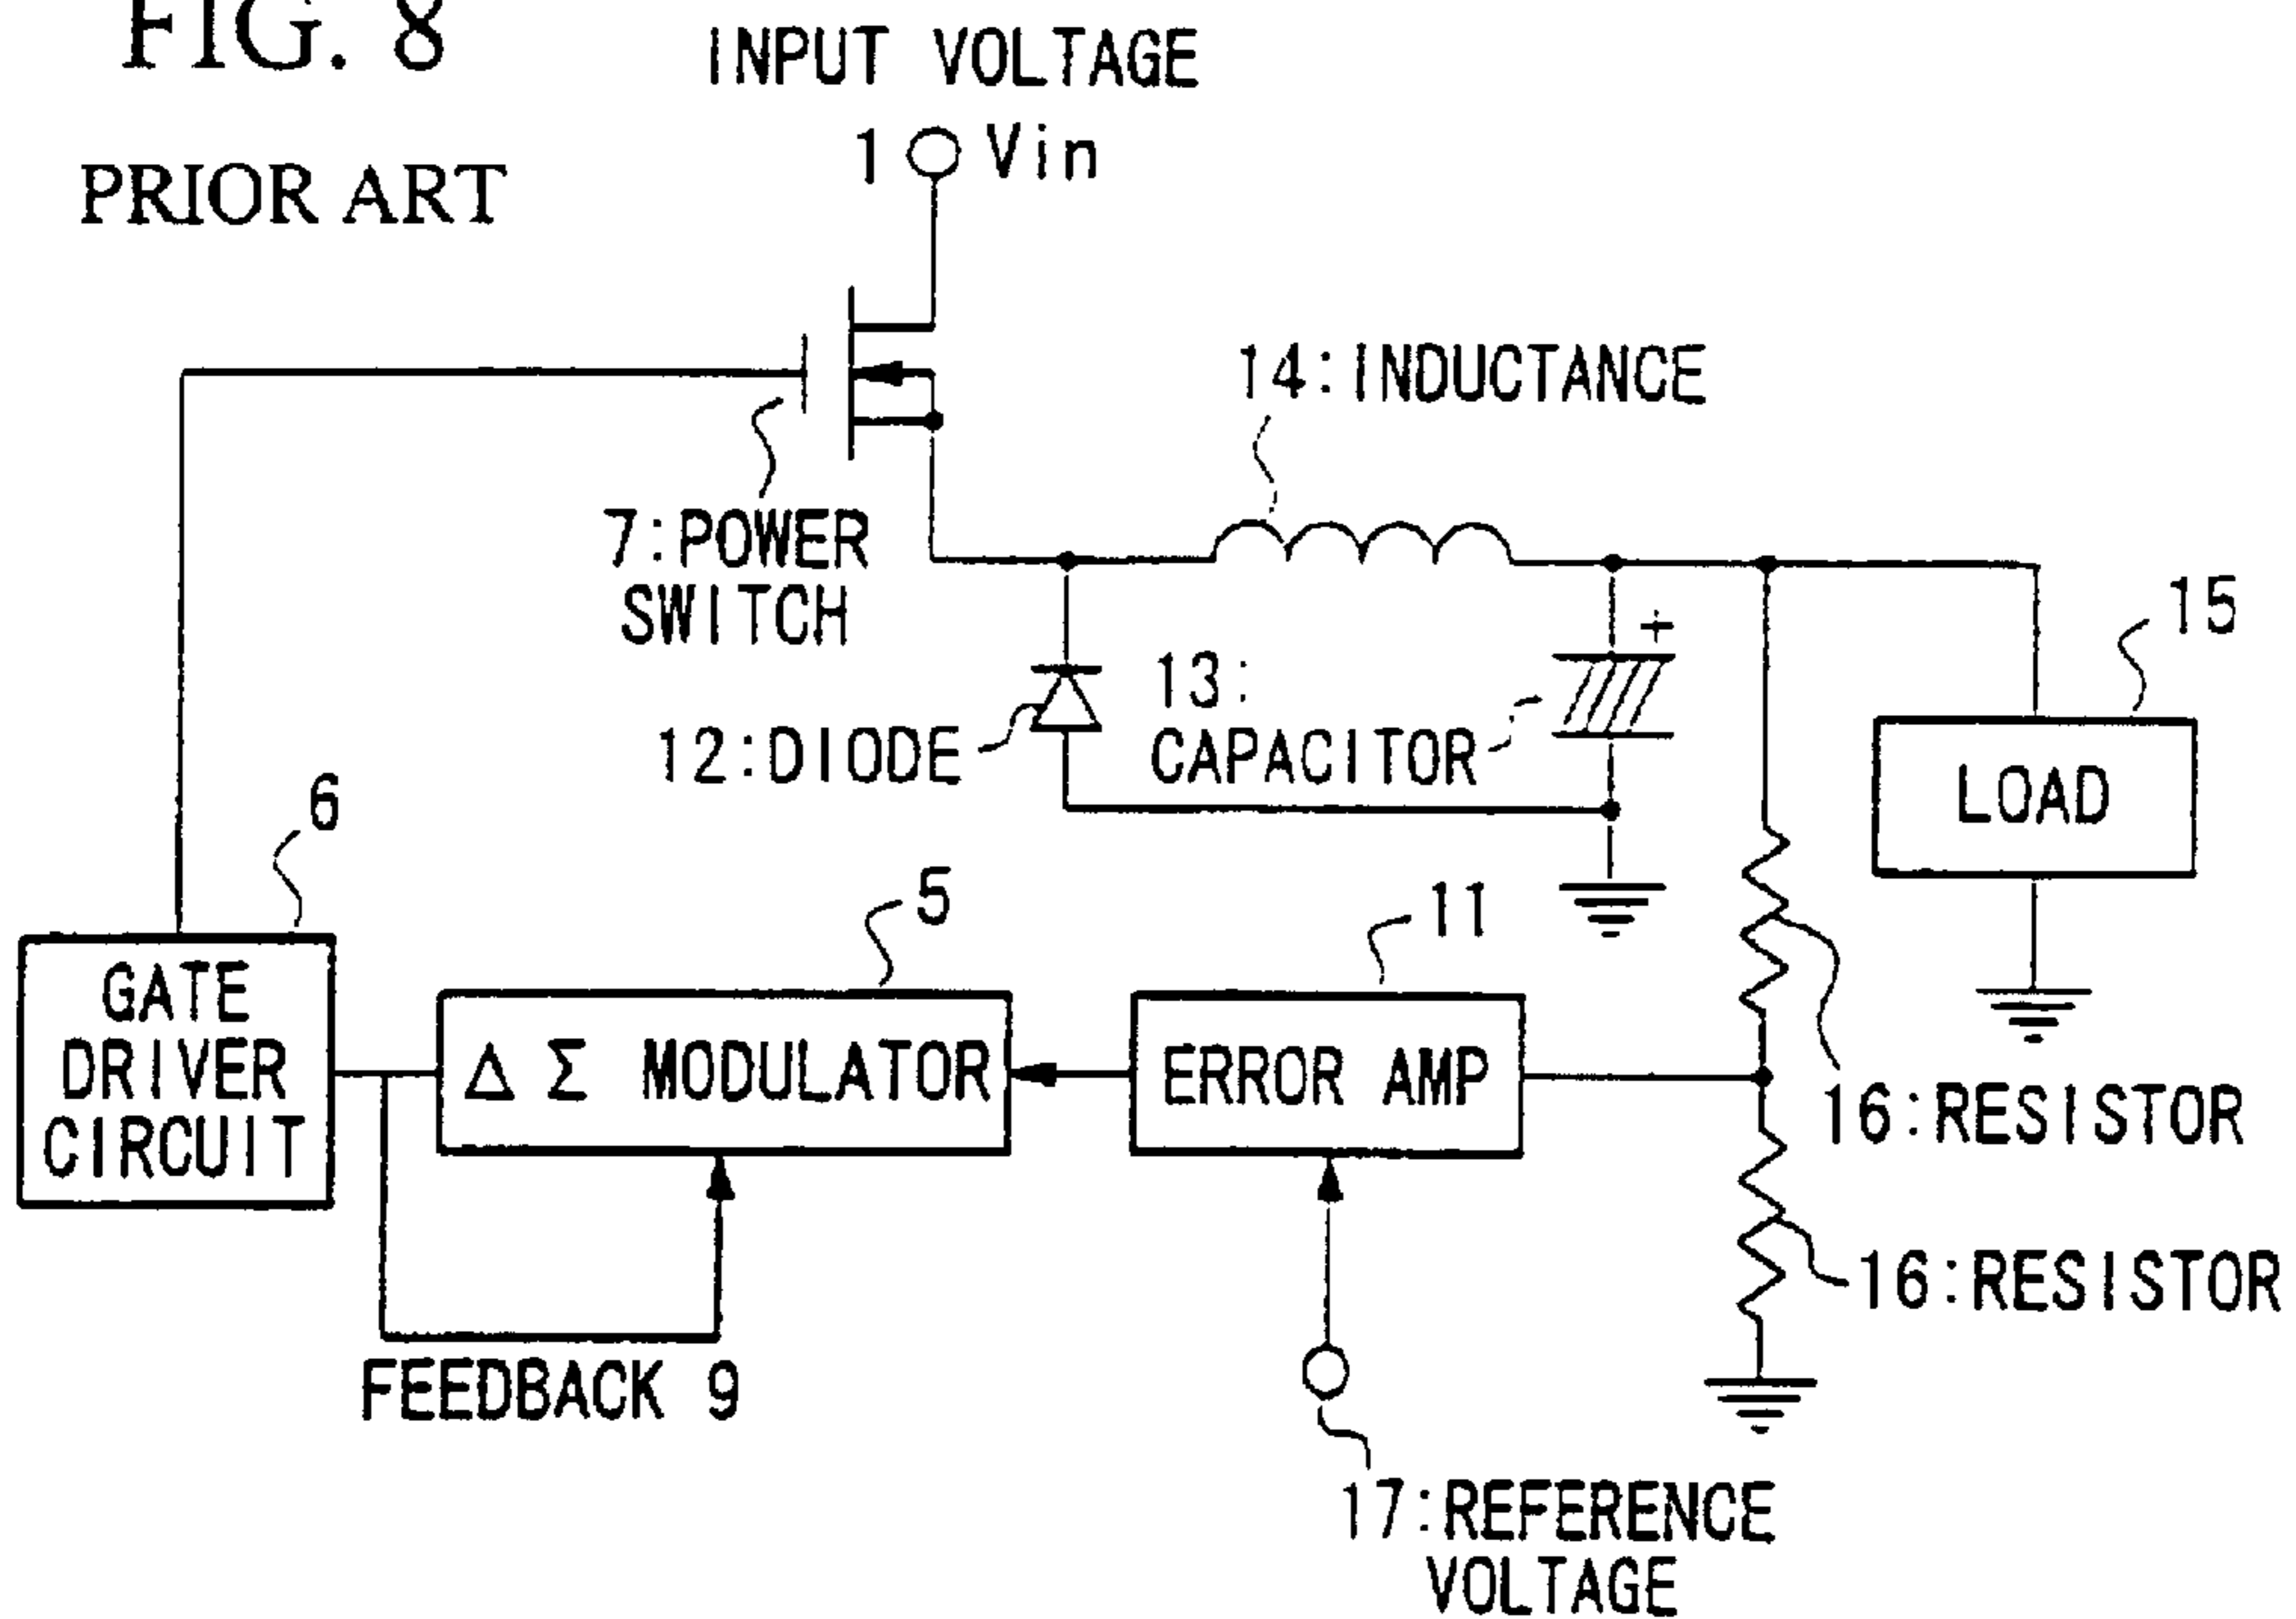 FIG. 8
PRIOR ART
INPUT VOLTAGE
1 Vin
14:INDUCTANCE
7:POWER
SWITCH
15
12:DIODE
13:
CAPACITOR
LOAD
6
5
11
GATE
DRIVER
CIRCUIT
Δ Σ MODULATOR
ERROR AMP
16:RESISTOR
16:RESISTOR
FEEDBACK 9
17:REFERENCE
VOLTAGE
+